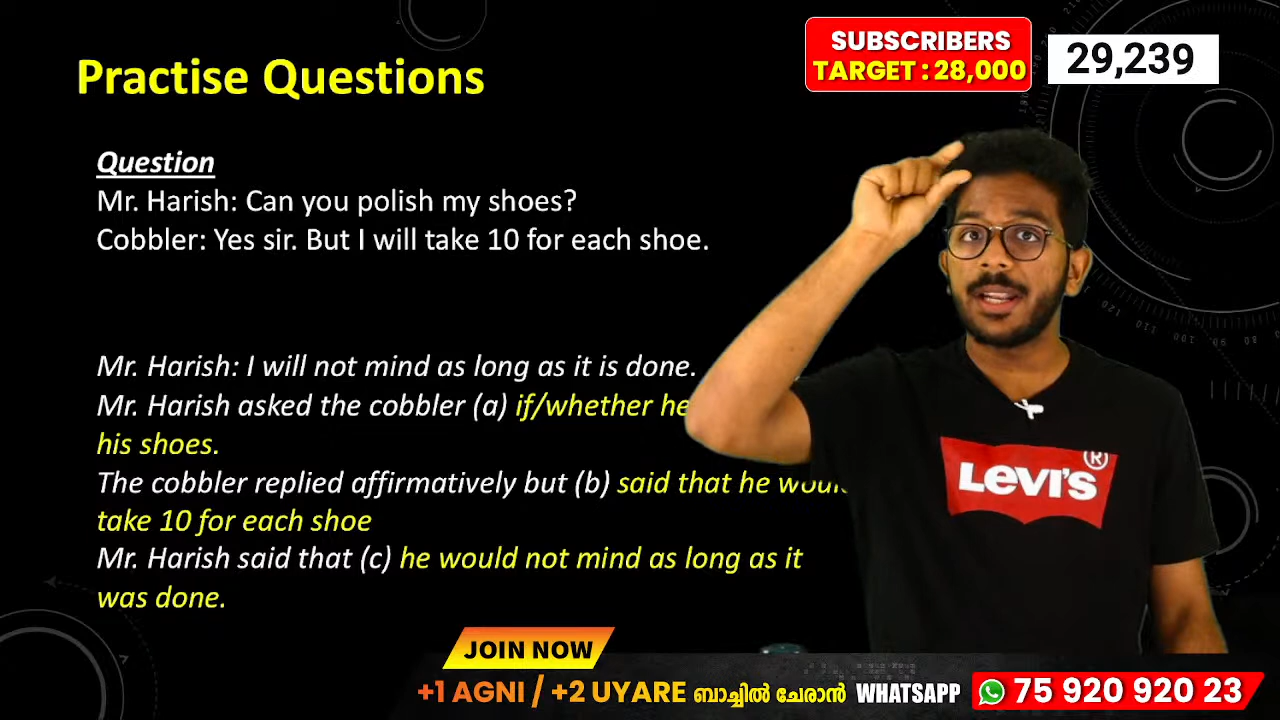 Practise Questions
SUBSCRIBERS
TARGET : 28,000
29,239
Question
Mr. Harish: Can you polish my shoes?
Cobbler: Yes sir. But I will take 10 for each shoe.
Mr. Harish: I will not mind as long as it is done.
Mr. Harish asked the cobbler (a) if/whether he
his shoes.
The cobbler replied affirmatively but (b) said that he would
take 10 for each shoe
Mr. Harish said that (c) he would not mind as long as it
was done.
LEVI'S ®
JOIN NOW
+1 AGNI / +2 UYARE ബാച്ചിൽ ചേരാൻ WHATSAPP 75 920 920 23